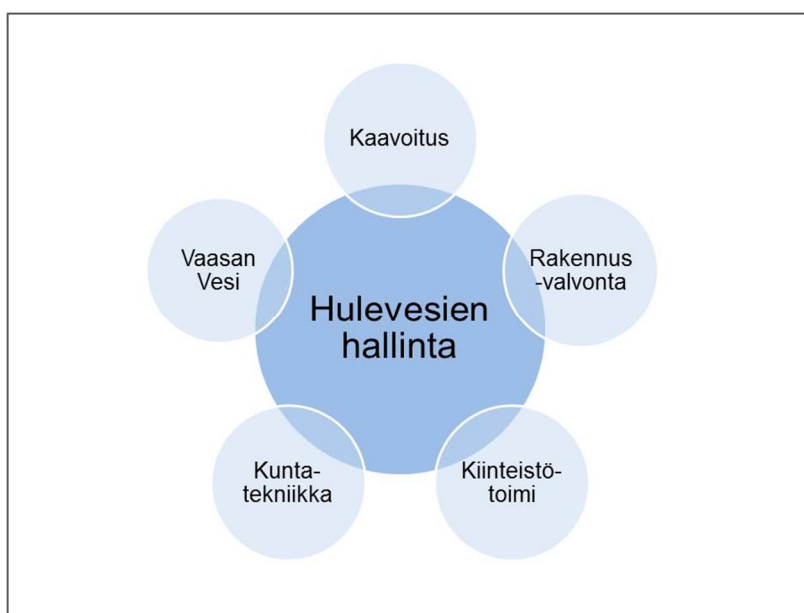 Kaavoitus
Vaasan
Vesi
Rakennus
-valvonta
Hulevesien
hallinta
Kunta-
tekniikka
Kiinteistö-
toimi